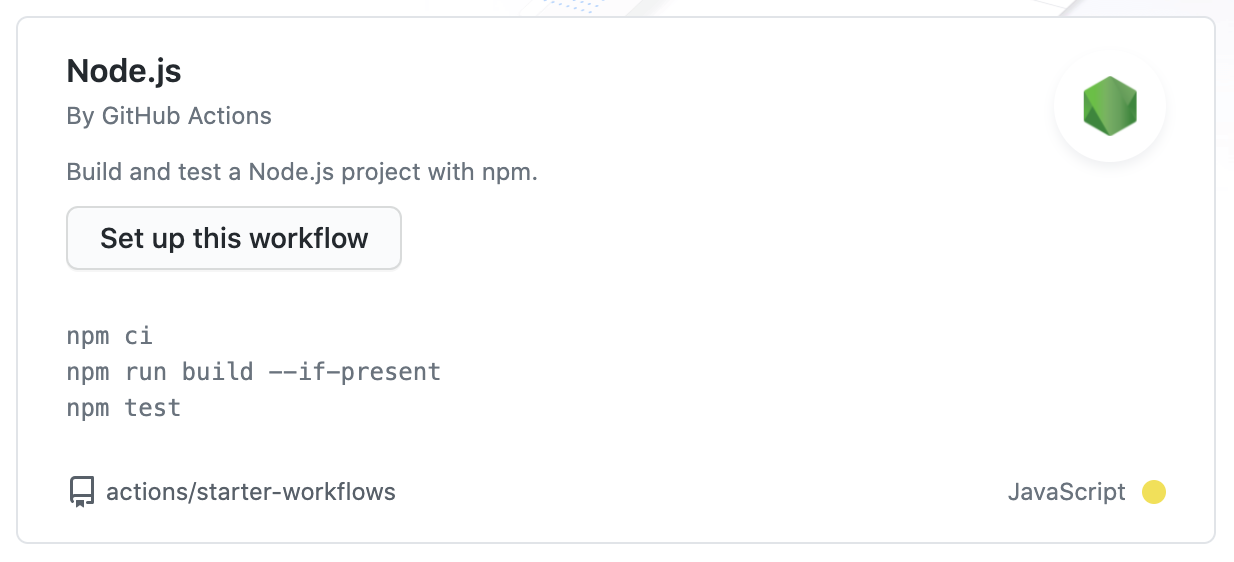 Node.js
By GitHub Actions
Build and test a Node.js project with npm.
Set up this workflow
npm ci
npm run build --if-present
npm test
actions/starter-workflows
JavaScript